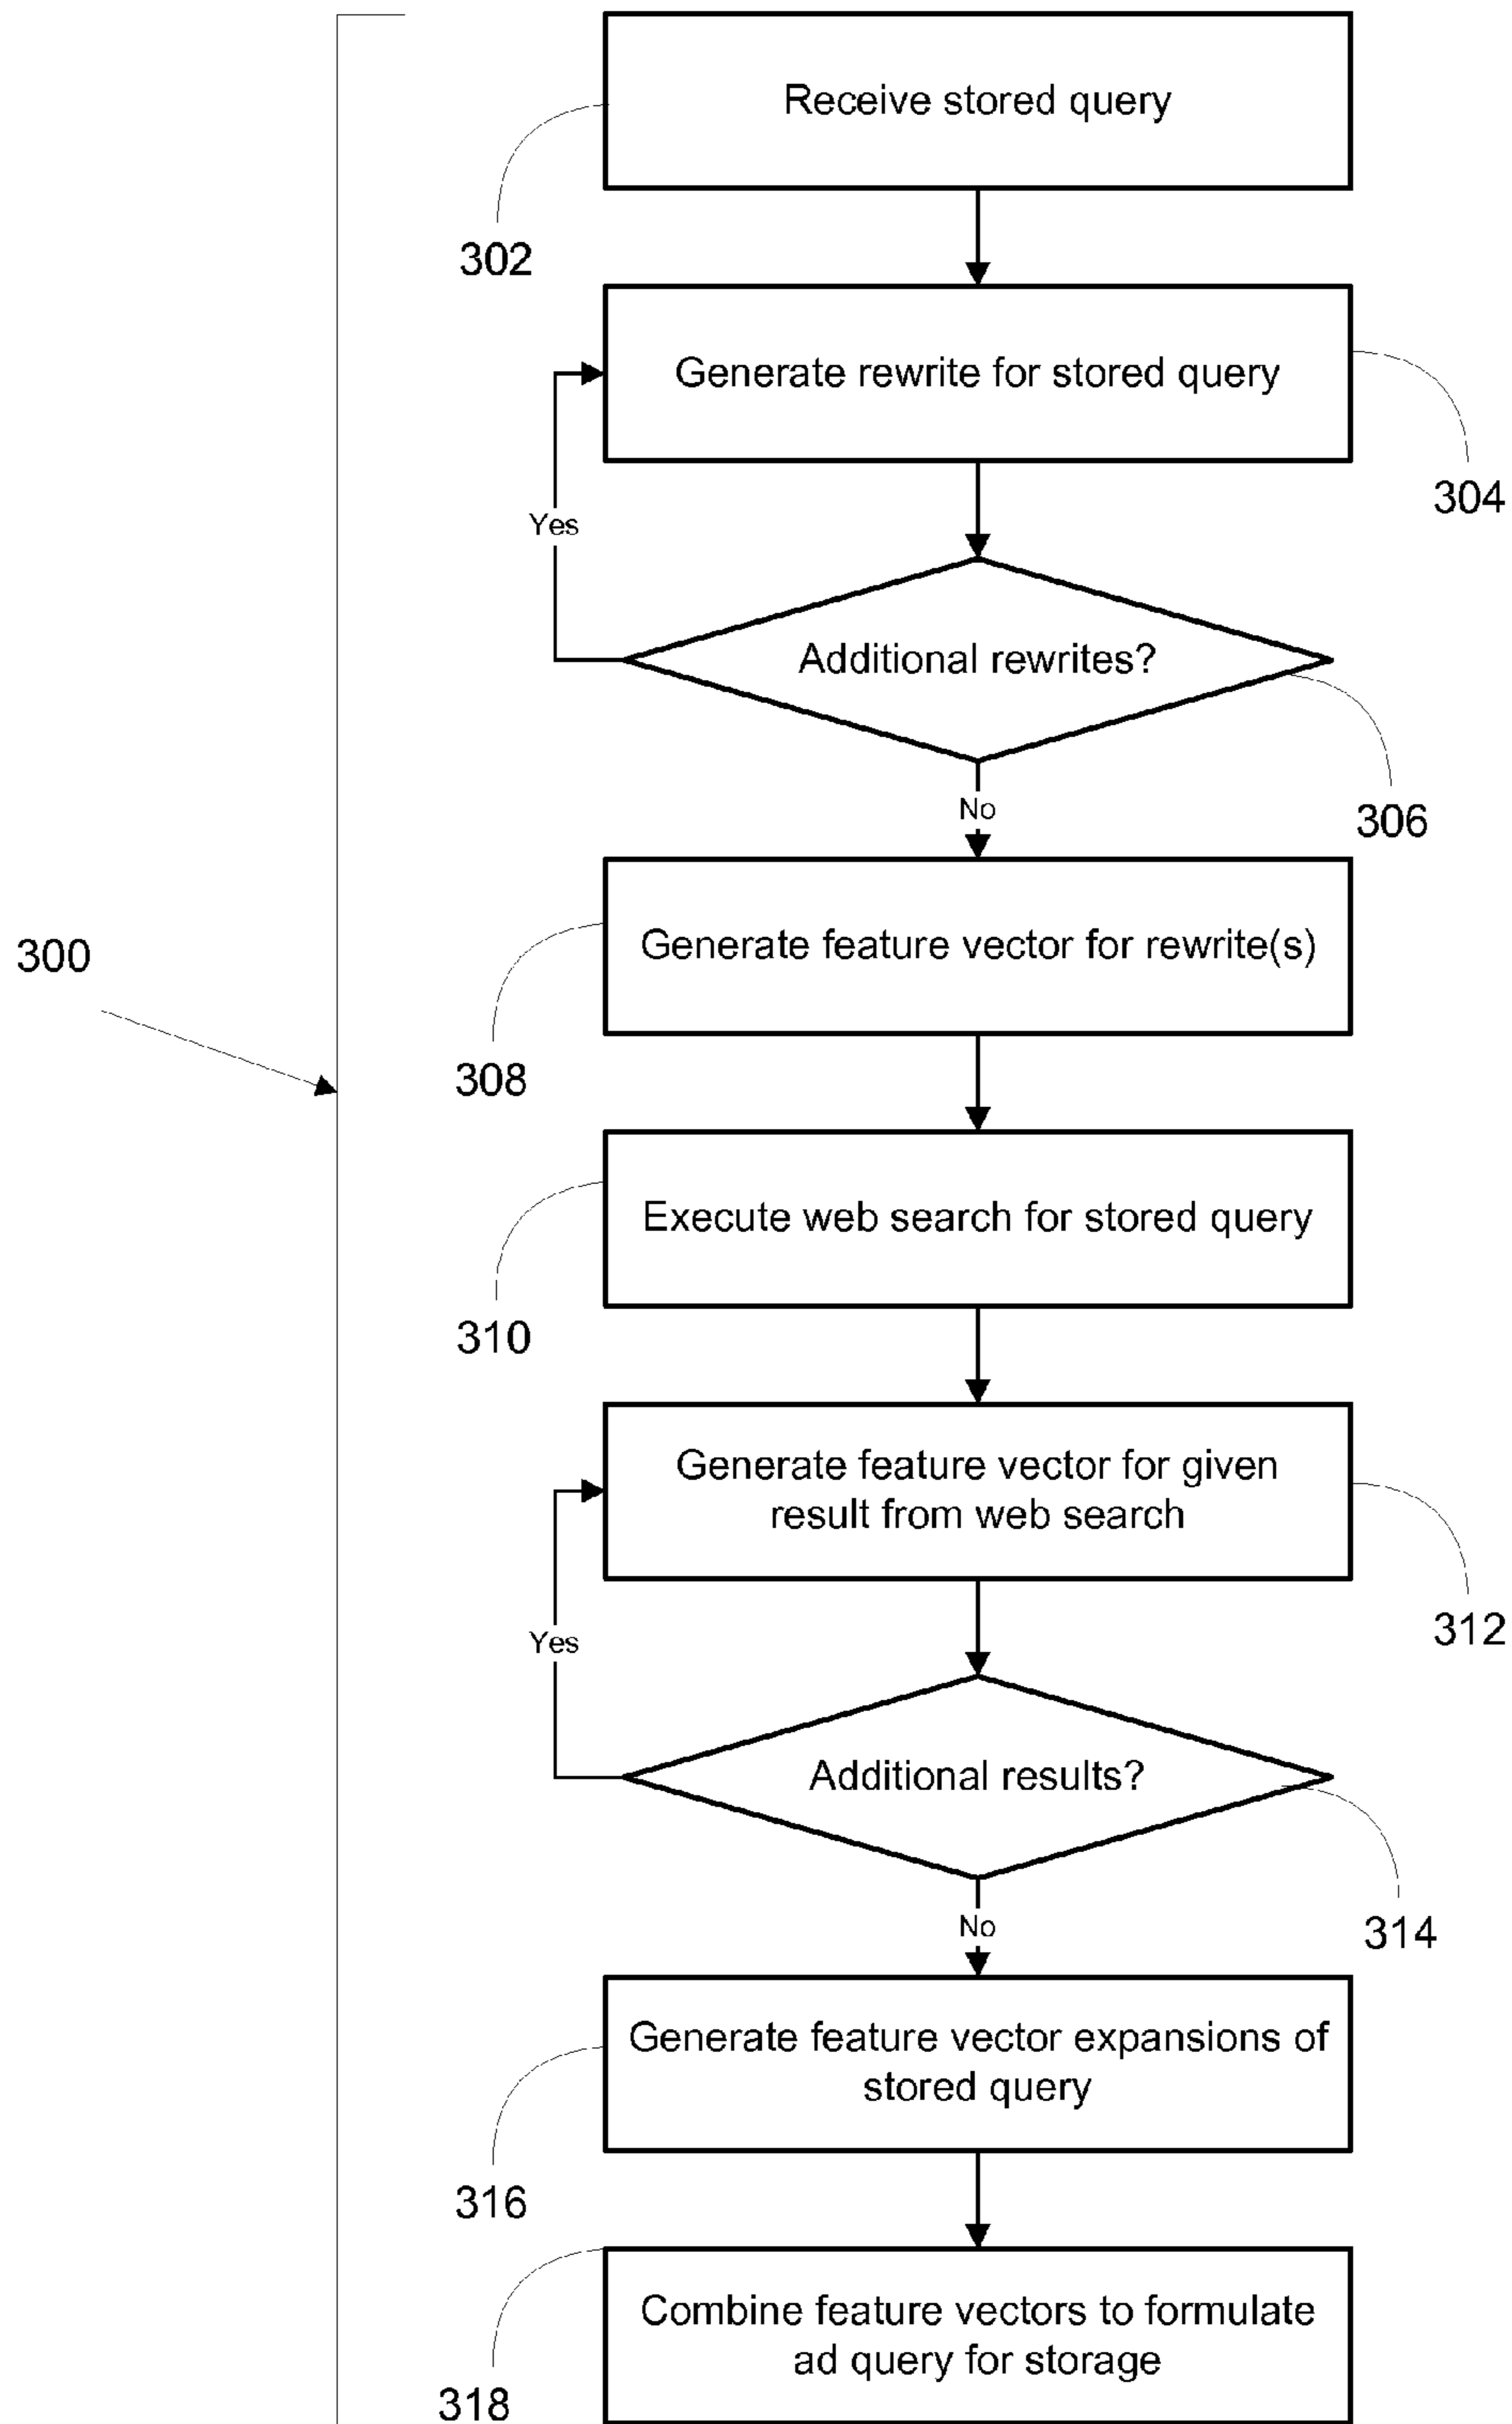 Receive stored query
302
Generate rewrite for stored query
304
Yes
Additional rewrites?
306
No
300
Generate feature vector for rewrite(s)
308
Execute web search for stored query
310
Generate feature vector for given
result from web search
312
Yes
Additional results?
314
No
Generate feature vector expansions of
stored query
316
Combine feature vectors to formulate
ad query for storage
318